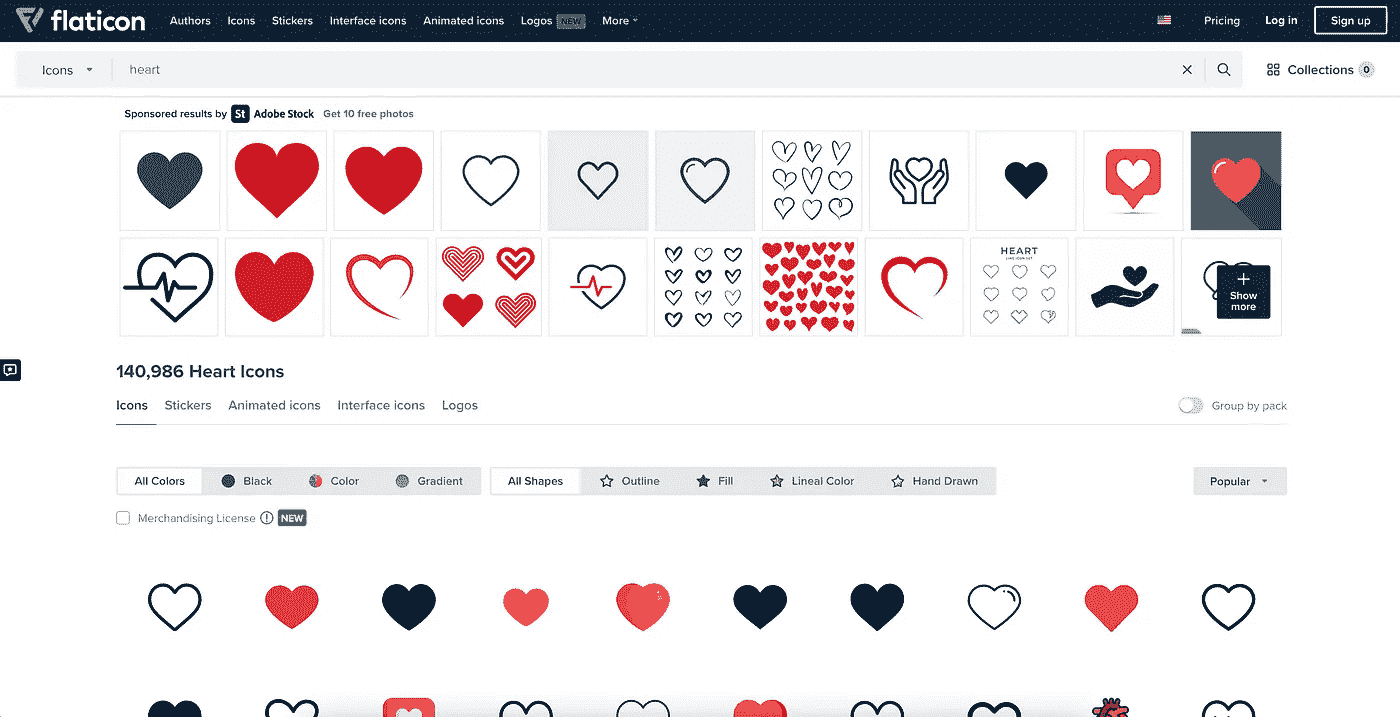 flaticon Authors Icons Stickers Interface icons Animated icons Logos NEW More Pricing Log in Sign up
Icons heart Collections 0
Sponsored results by St Adobe Stock Get 10 free photos
HEART
LINE ICON SET
Show
more
140,986 Heart Icons
Icons Stickers Animated icons Interface icons Logos Group by pack
All Colors Black Color Gradient All Shapes Outline Fill Lineal Color Hand Drawn Popular
Merchandising License NEW